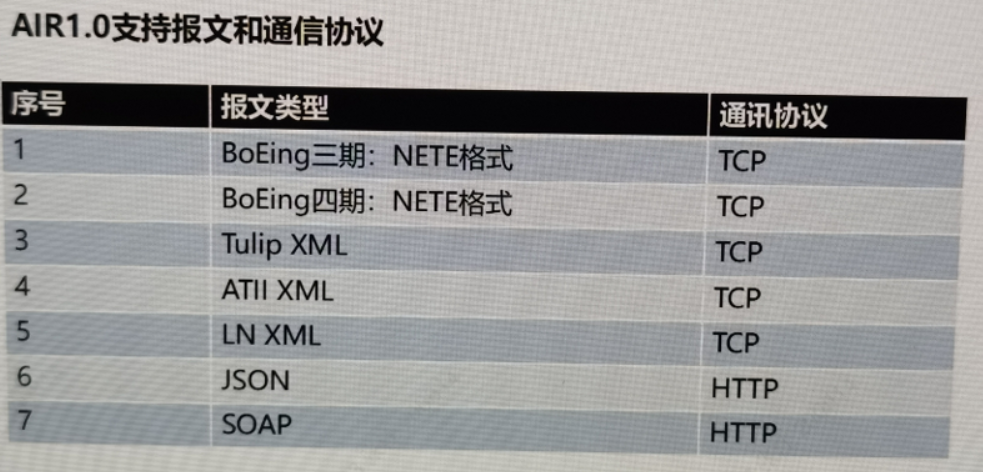 AIR1.0支持报文和通信协议
序号 报文类型 通讯协议
1 BoEing三期：NETE格式 TCP
2 BoEing四期：NETE格式 TCP
3 Tulip XML TCP
4 ATII XML TCP
5 LN XML TCP
6 JSON HTTP
7 SOAP HTTP